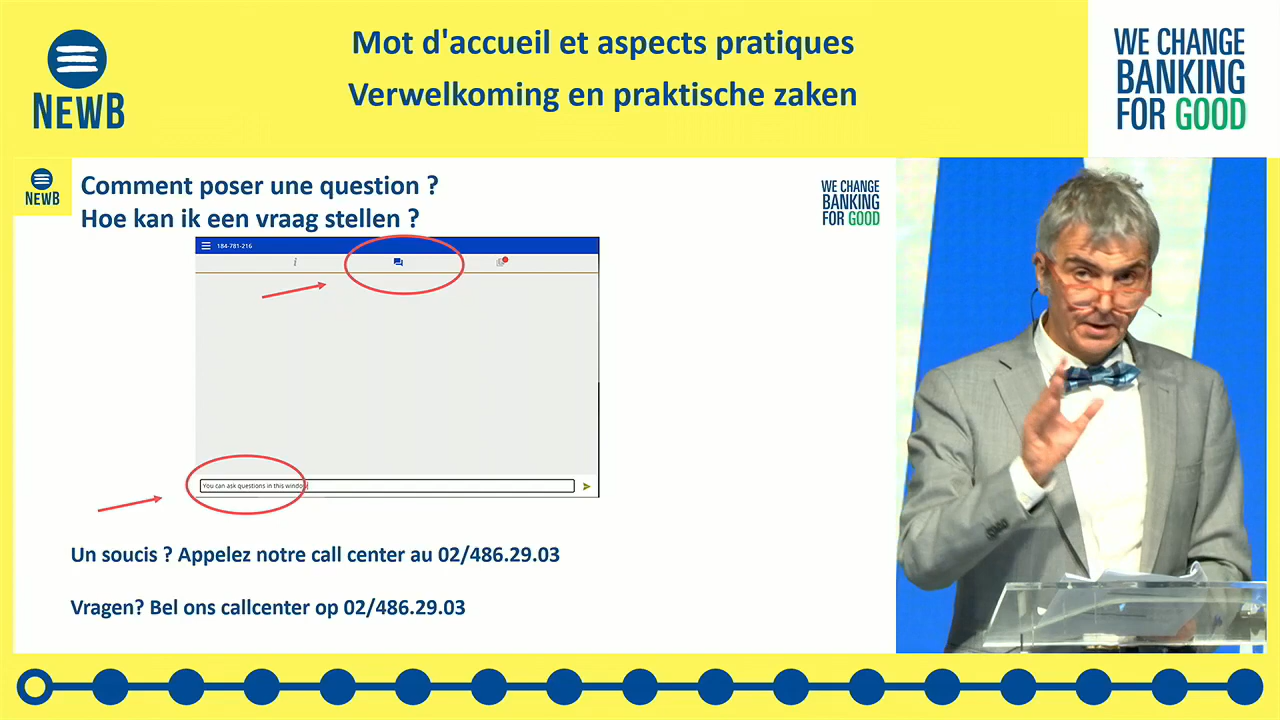 NEWB
Mot d'accueil et aspects pratiques
Verwelkoming en praktische zaken
WE CHANGE
BANKING
FOR GOOD
NEWB
Comment poser une question ?
Hoe kan ik een vraag stellen ?
WE CHANGE
BANKING
FOR GOOD
184-781-216
i
You can ask questions in this window
Un soucis ? Appelez notre call center au 02/486.29.03
Vragen? Bel ons callcenter op 02/486.29.03